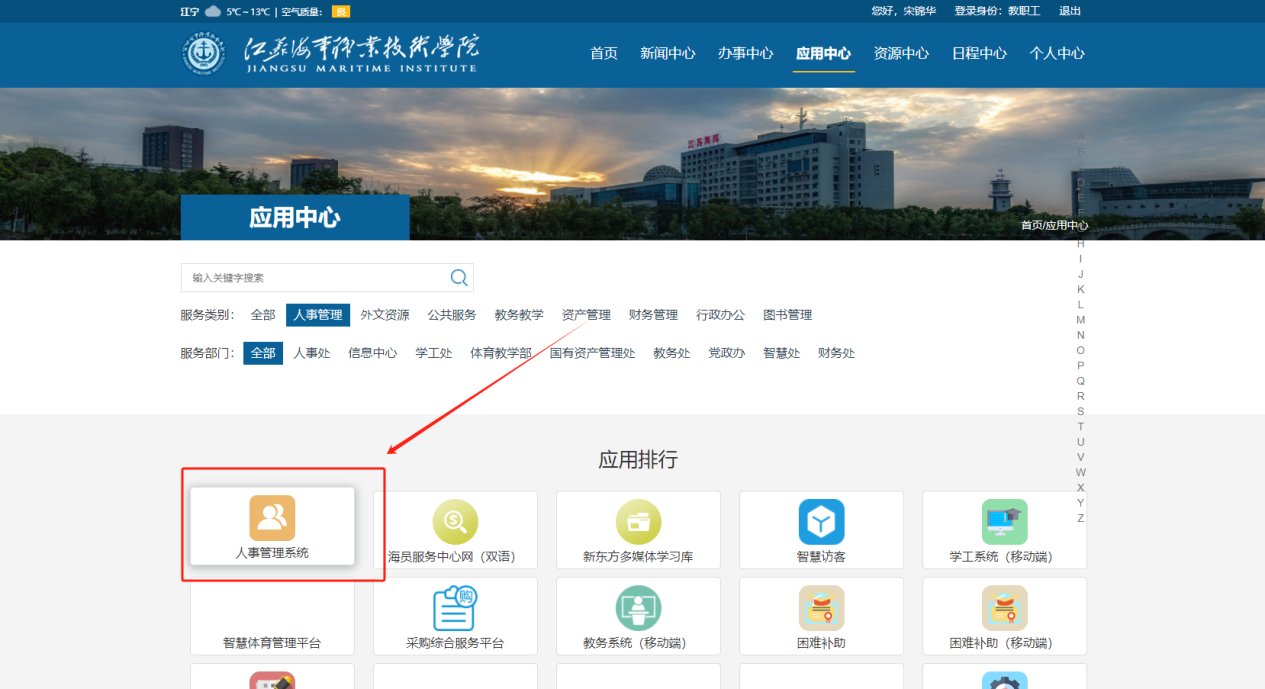 江宁 5℃~13℃ | 空气质量： 良 您好，宋锦华 登录身份：教职工 退出
江苏海事职业技术学院
JIANGSU MARITIME INSTITUTE
首页 新闻中心 办事中心 应用中心 资源中心 日程中心 个人中心
江苏海院
应用中心
首页/应用中心
输入关键字搜索
服务类别： 全部 人事管理 外文资源 公共服务 教务教学 资产管理 财务管理 行政办公 图书管理
服务部门： 全部 人事处 信息中心 学工处 体育教学部 国有资产管理处 教务处 党政办 智慧处 财务处
A
B
C
D
E
F
H
I
J
K
L
M
N
O
P
Q
R
S
T
U
V
W
X
Y
Z
应用排行
人事管理系统 海员服务中心网（双语） 新东方多媒体学习库 智慧访客 学工系统（移动端）
购
智慧体育管理平台 采购综合服务平台 教务系统（移动端） 困难补助 困难补助（移动端）